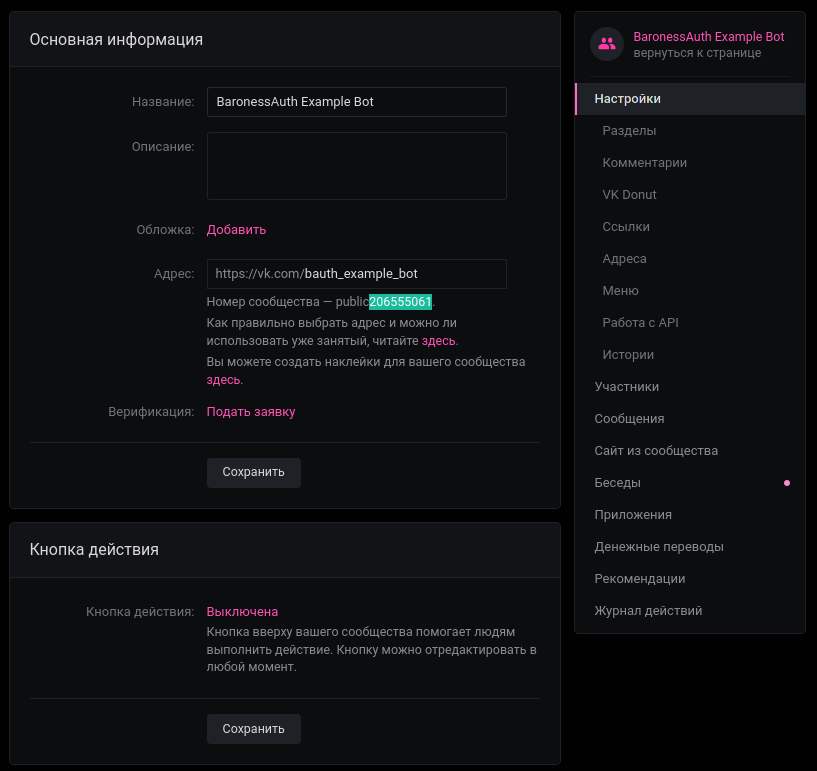 Основная информация
Название: BaronessAuth Example Bot
Описание:
Обложка: Добавить
Адрес: https://vk.com/bauth_example_bot
Номер сообщества — public206555061.
Как правильно выбрать адрес и можно ли
использовать уже занятый, читайте здесь.
Вы можете создать наклейки для вашего сообщества
здесь.
Верификация: Подать заявку
Сохранить
Кнопка действия
Кнопка действия: Выключена
Кнопка вверху вашего сообщества помогает людям
выполнить действие. Кнопку можно отредактировать в
любой момент.
Сохранить
BaronessAuth Example Bot
вернуться к странице
Настройки
Разделы
Комментарии
VK Donut
Ссылки
Адреса
Меню
Работа с API
Истории
Участники
Сообщения
Сайт из сообщества
Беседы
Приложения
Денежные переводы
Рекомендации
Журнал действий